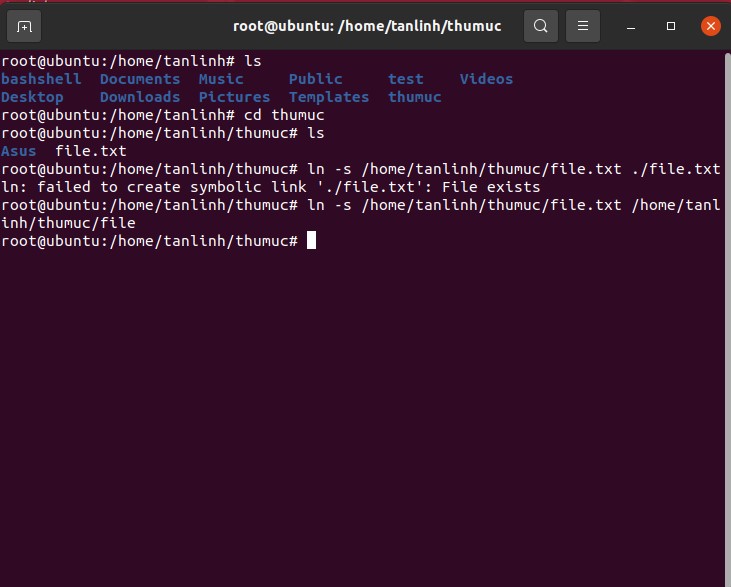 root@ubuntu: /home/tanlinh/thumuc
root@ubuntu:/home/tanlinh# ls
bashshell Documents Music Public test Videos
Desktop Downloads Pictures Templates thumuc
root@ubuntu:/home/tanlinh# cd thumuc
root@ubuntu:/home/tanlinh/thumuc# ls
Asus file.txt
root@ubuntu:/home/tanlinh/thumuc# ln -s /home/tanlinh/thumuc/file.txt ./file.txt
ln: failed to create symbolic link './file.txt': File exists
root@ubuntu:/home/tanlinh/thumuc# ln -s /home/tanlinh/thumuc/file.txt /home/tanl
inh/thumuc/file
root@ubuntu:/home/tanlinh/thumuc#